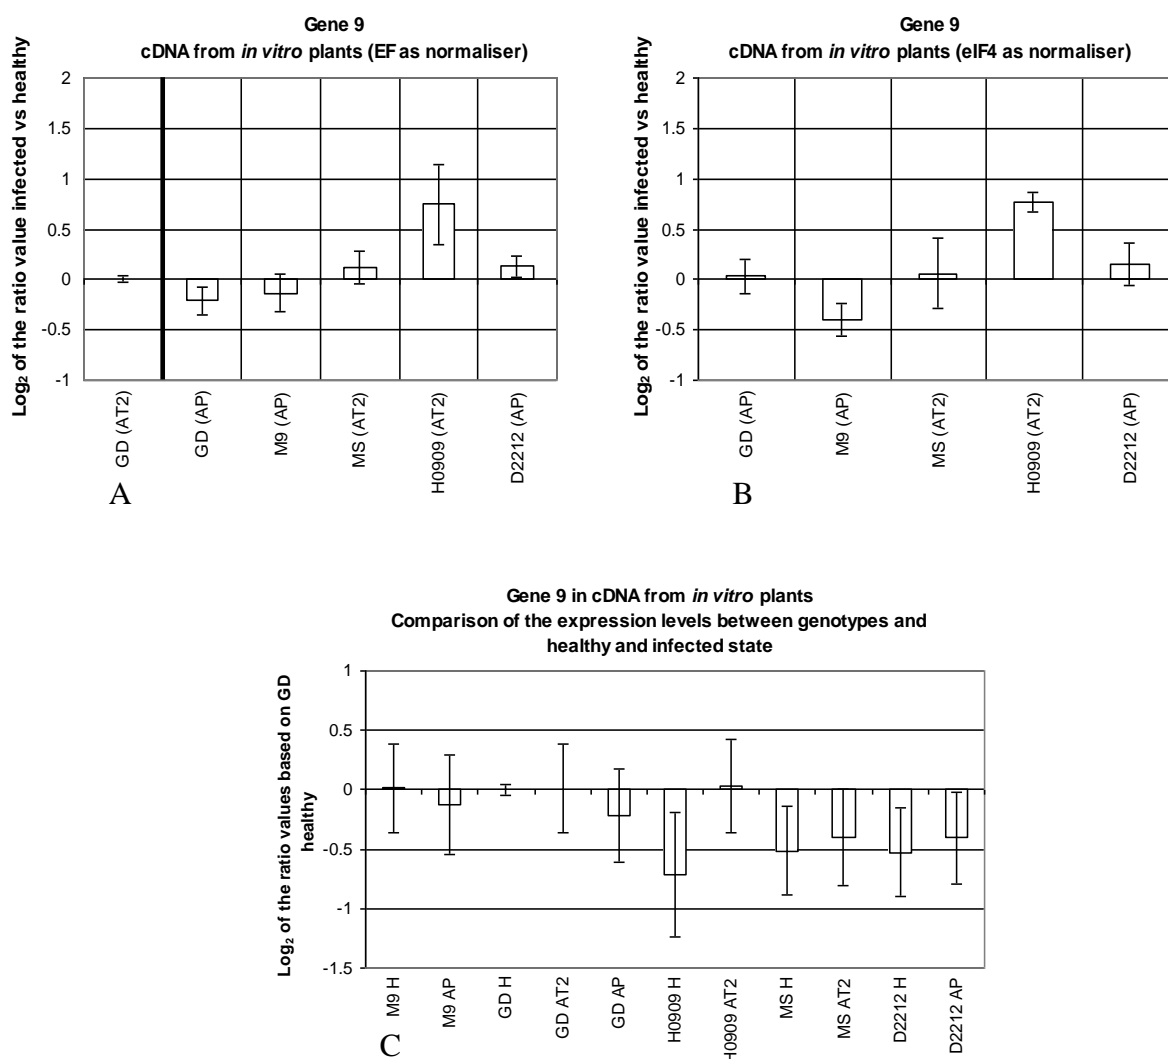 Gene 9
cDNA from in vitro plants (EF as normaliser)
Log2 of the ratio value infected vs healthy
2
1.5
1
0.5
0
-0.5
-1
GD (AT2)
GD (AP)
M9 (AP)
MS (AT2)
H0909 (AT2)
D2212 (AP)
A
Gene 9
cDNA from in vitro plants (eIF4 as normaliser)
Log2 of the ratio value infected vs healthy
2
1.5
1
0.5
0
-0.5
-1
GD (AP)
M9 (AP)
MS (AT2)
H0909 (AT2)
D2212 (AP)
B
Gene 9 in cDNA from in vitro plants
Comparison of the expression levels between genotypes and
healthy and infected state
Log2 of the ratio values based on GD
healthy
1
0.5
0
-0.5
-1
-1.5
M9 H
M9 AP
GD H
GD AT2
GD AP
H0909 H
H0909 AT2
MS H
MS AT2
D2212 H
D2212 AP
C